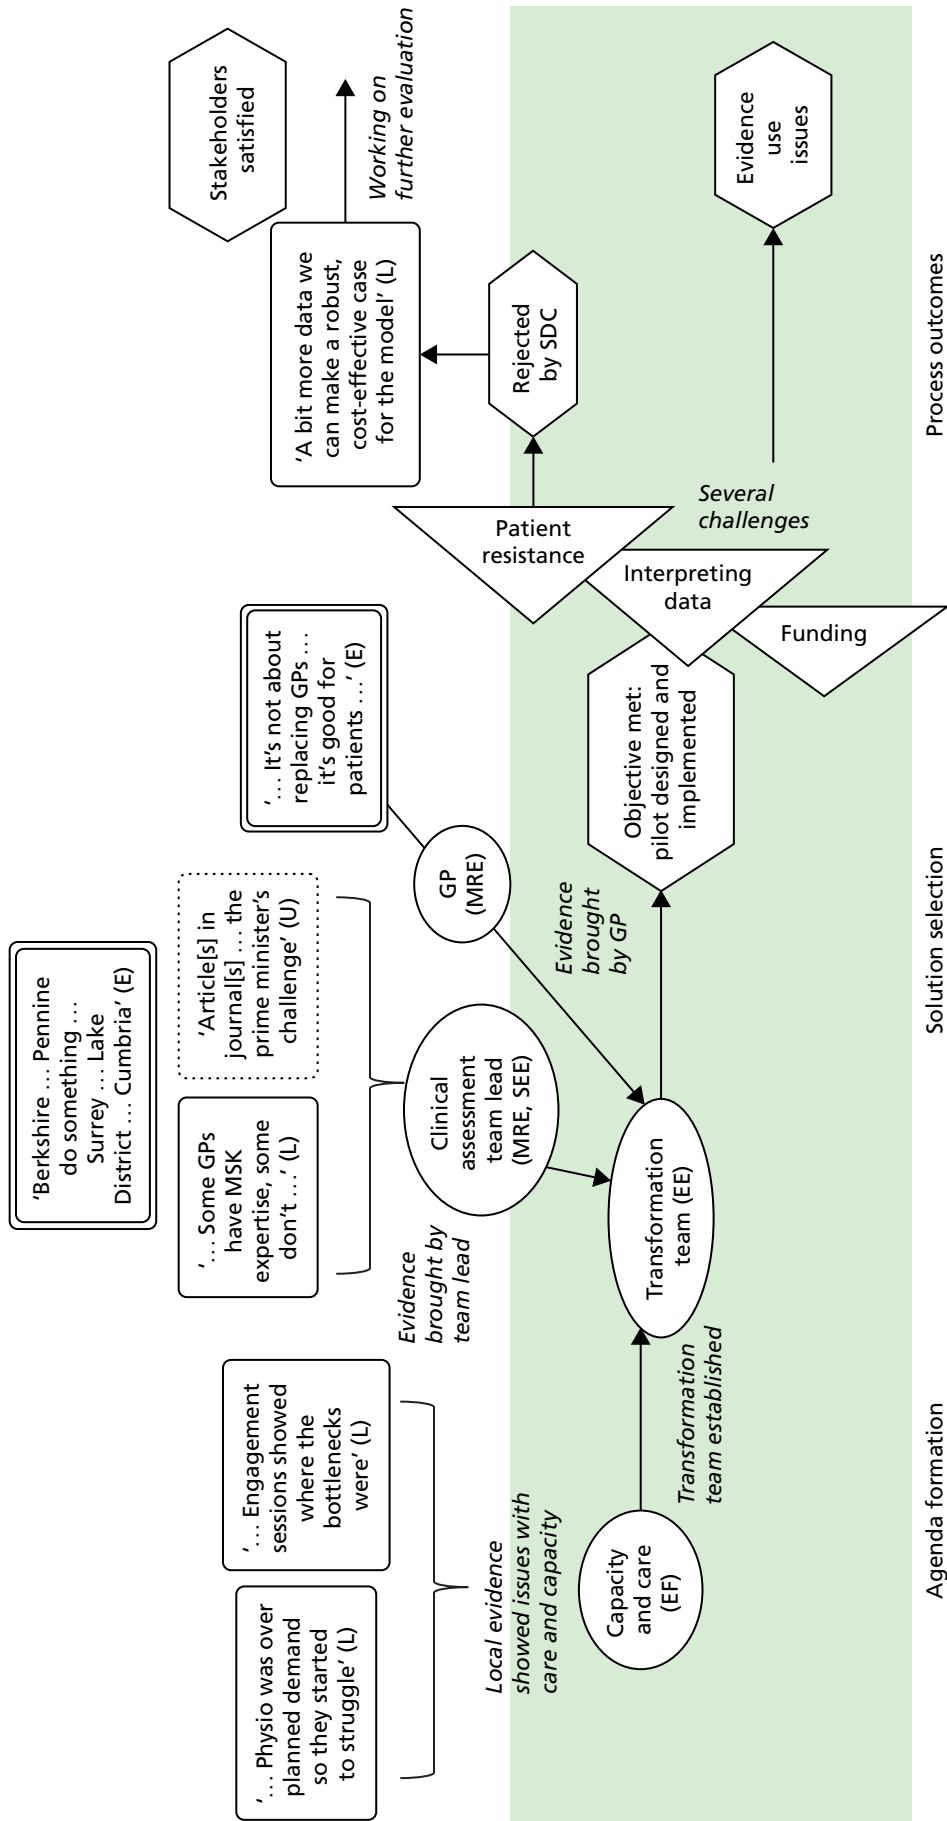 '… Physio was over
planned demand
so they started
to struggle' (L)
'… Engagement
sessions showed
where the
bottlenecks
were' (L)
Local evidence
showed issues with
care and capacity
Capacity
and care
(EF)
Transformation
team established
'Berkshire … Pennine
do something …
Surrey … Lake
District … Cumbria' (E)
'… Some GPs
have MSK
expertise, some
don't …' (L)
'Article[s] in
journal[s] … the
prime minister's
challenge' (U)
Evidence
brought by
team lead
Clinical
assessment
team lead
(MRE, SEE)
Transformation
team (EE)
'… It's not about
replacing GPs …
it's good for
patients …' (E)
GP
(MRE)
Evidence
brought
by GP
Objective met:
pilot designed and
implemented
Patient
resistance
Interpreting
data
Funding
Several
challenges
'A bit more data we
can make a robust,
cost-effective case
for the model' (L)
Rejected
by SDC
Working on
further evaluation
Stakeholders
satisfied
Evidence
use
issues
Agenda formation
Solution selection
Process outcomes